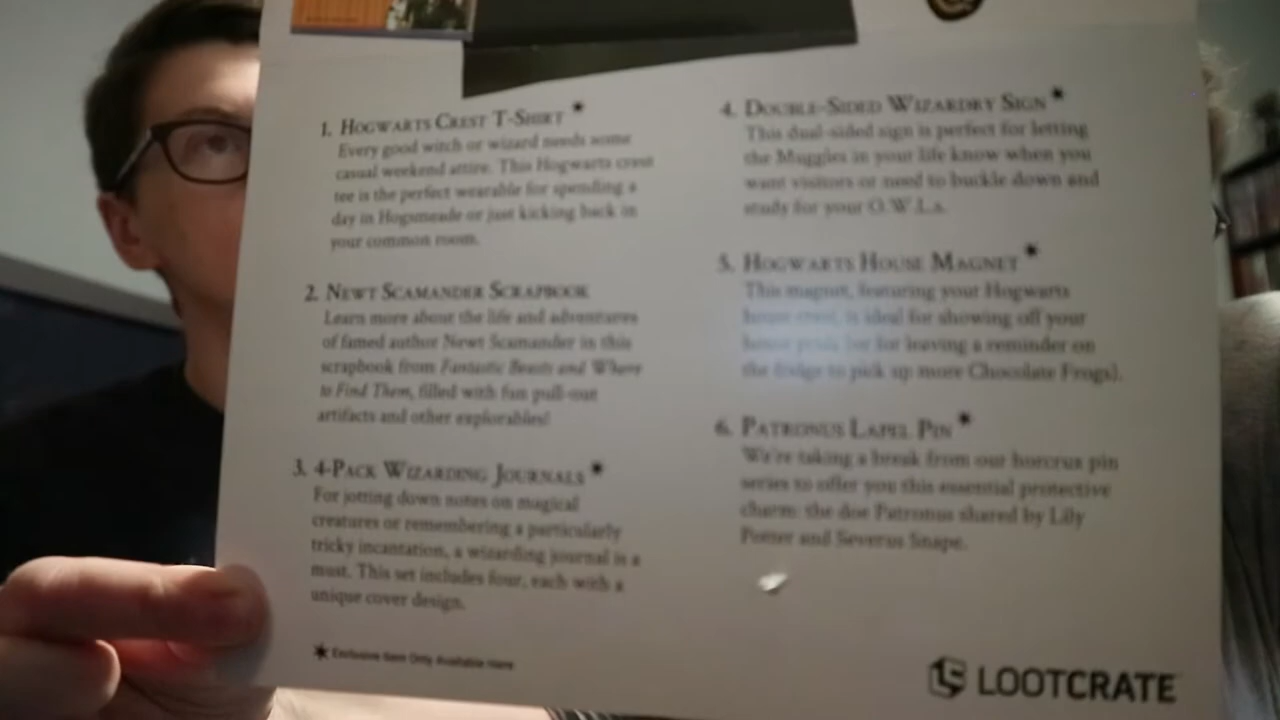 1. HOGWARTS CREST T-SHIRT *
Every good witch or wizard needs some
casual weekend attire. This Hogwarts crest
tee is the perfect wearable for spending a
day in Hogsmeade or just kicking back in
your common room.
2. NEWT SCAMANDER SCRAPBOOK
Learn more about the life and adventures
of famed author Newt Scamander in this
scrapbook from Fantastic Beasts and Where
to Find Them, filled with fun pull-out
artifacts and other explorables!
3. 4-PACK WIZARDING JOURNALS *
For jotting down notes on magical
creatures or remembering a particularly
tricky incantation, a wizarding journal is a
must. This set includes four, each with a
unique cover design.
* Exclusive Item Only Available Here
4. DOUBLE-SIDED WIZARDRY SIGN *
This dual-sided sign is perfect for letting
the Muggles in your life know when you
want visitors or need to buckle down and
study for your O.W.L.s.
5. HOGWARTS HOUSE MAGNET *
This magnet, featuring your Hogwarts
house crest, is ideal for showing off your
house pride (or for leaving a reminder on
the fridge to pick up more Chocolate Frogs).
6. PATRONUS LAPEL PIN *
We're taking a break from our horcrux pin
series to offer you this essential protective
charm: the doe Patronus shared by Lily
Potter and Severus Snape.
LOOTCRATE